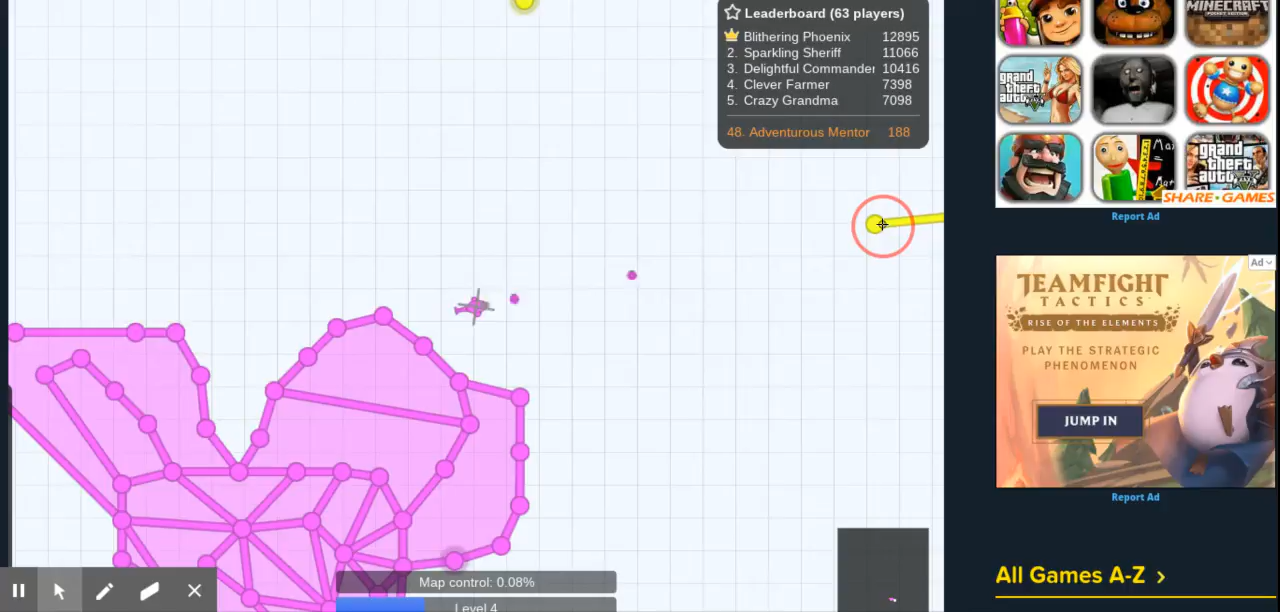 Leaderboard (63 players)
Blithering Phoenix 12895
2. Sparkling Sheriff 11066
3. Delightful Commander 10416
4. Clever Farmer 7398
5. Crazy Grandma 7098
48. Adventurous Mentor 188
MINECRAFT
grand
theft
auto
V
grand
theft
auto
V
SHARE·GAMES
Report Ad
Ad
TEAMFIGHT
TACTICS
RISE OF THE ELEMENTS
PLAY THE STRATEGIC
PHENOMENON
JUMP IN
Report Ad
All Games A-Z >
Map control: 0.08%
Level 4